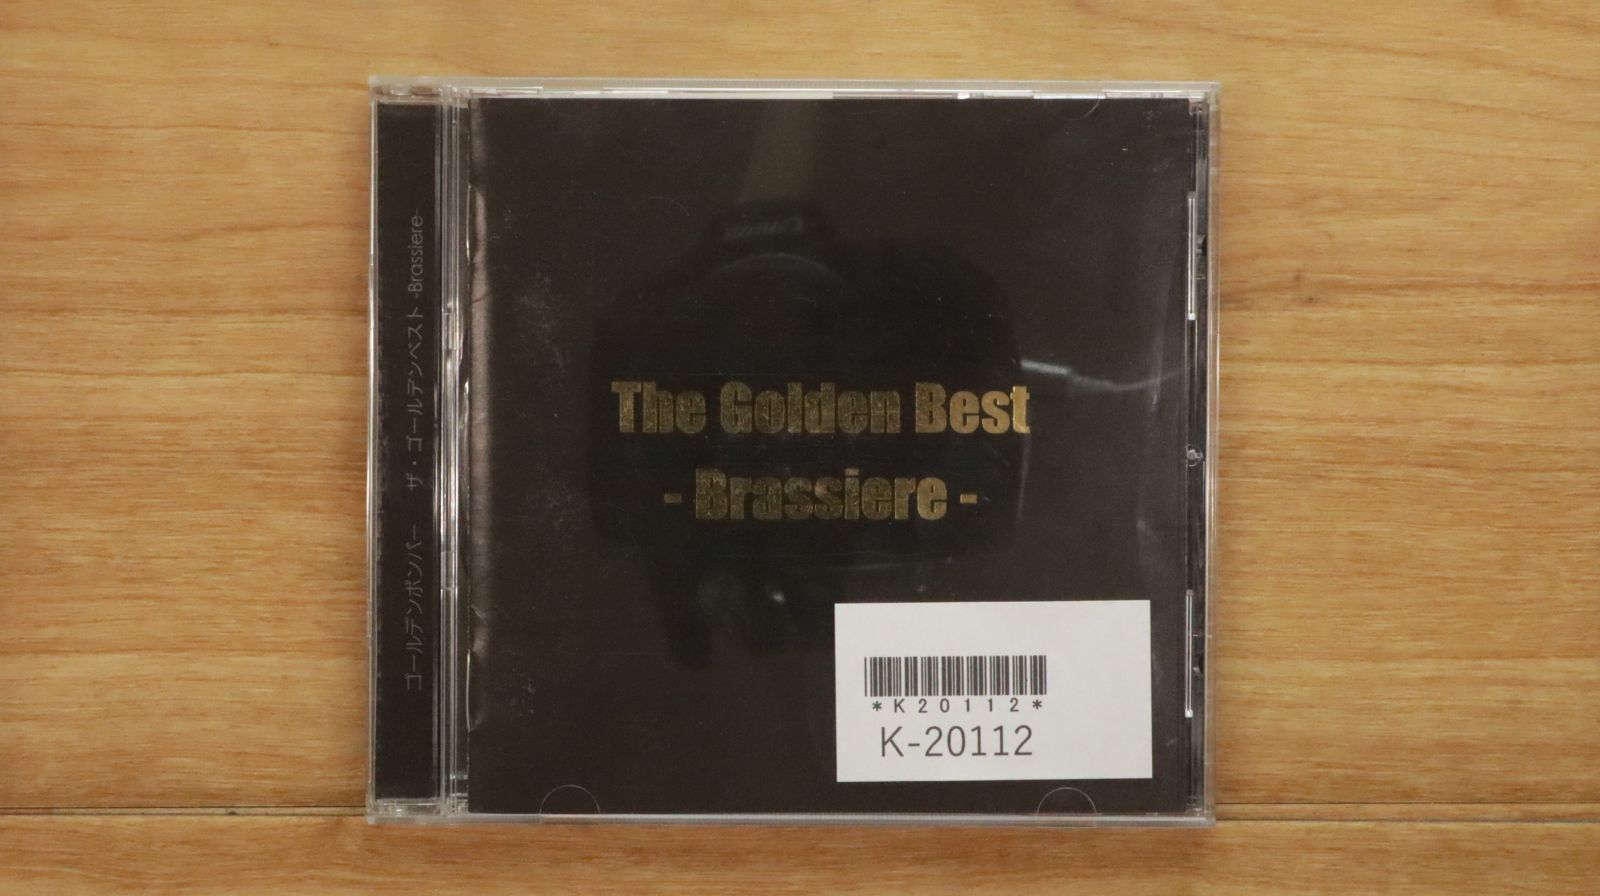 The Golden Best
- Brassiere -
ゴールデンボンバー ザ・ゴールデンベスト -Brassiere-
*K20112*
K-20112